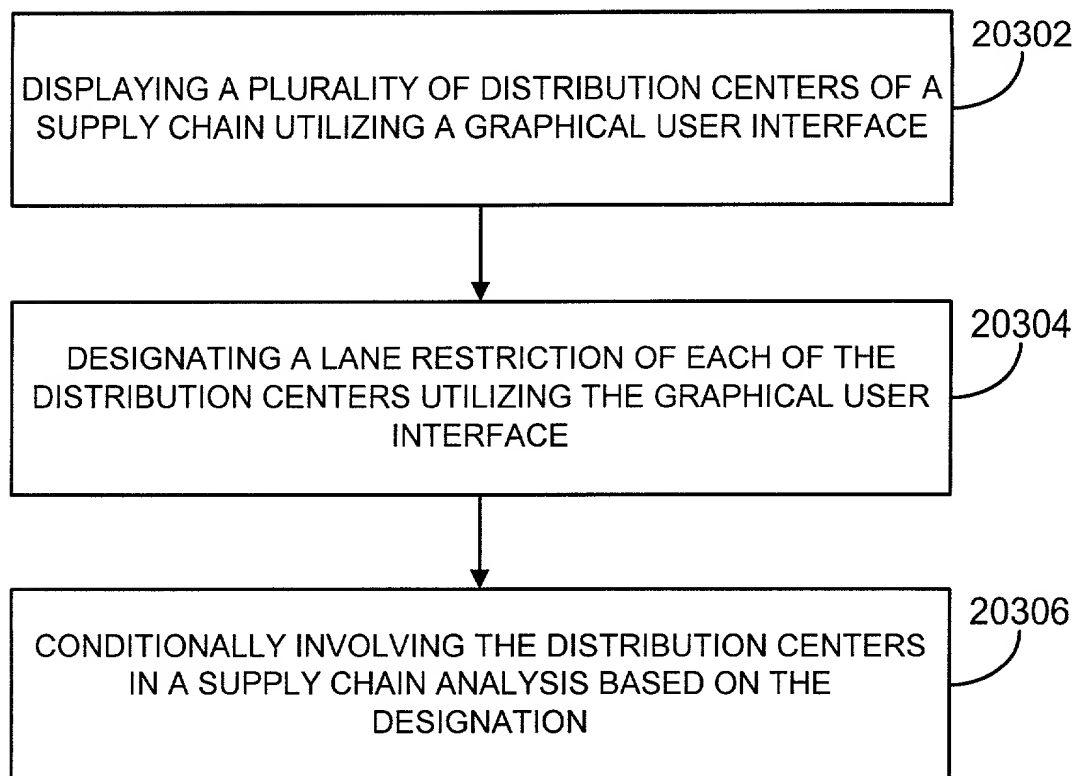 20302
DISPLAYING A PLURALITY OF DISTRIBUTION CENTERS OF A
SUPPLY CHAIN UTILIZING A GRAPHICAL USER INTERFACE
20304
DESIGNATING A LANE RESTRICTION OF EACH OF THE
DISTRIBUTION CENTERS UTILIZING THE GRAPHICAL USER
INTERFACE
20306
CONDITIONALLY INVOLVING THE DISTRIBUTION CENTERS
IN A SUPPLY CHAIN ANALYSIS BASED ON THE
DESIGNATION